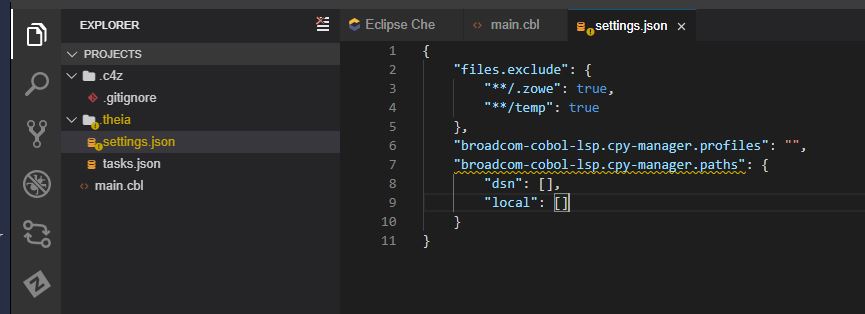 EXPLORER
PROJECTS
.c4z
.gitignore
.theia
settings.json
tasks.json
main.cbl
Eclipse Che
main.cbl
settings.json
1 {
2 "files.exclude": {
3 "**/.zowe": true,
4 "**/temp": true
5 },
6 "broadcom-cobol-lsp.cpy-manager.profiles": "",
7 "broadcom-cobol-lsp.cpy-manager.paths": {
8 "dsn": [],
9 "local": []
10 }
11 }